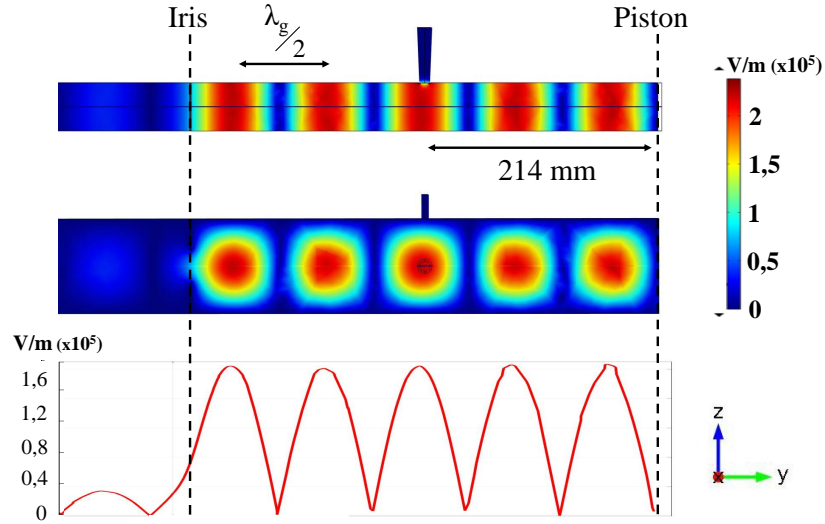 Iris
λg/2
Piston
V/m (x10⁵)
2
1,5
1
0,5
0
214 mm
V/m (x10⁵)
1,6
1,2
0,8
0,4
0
z
x
y